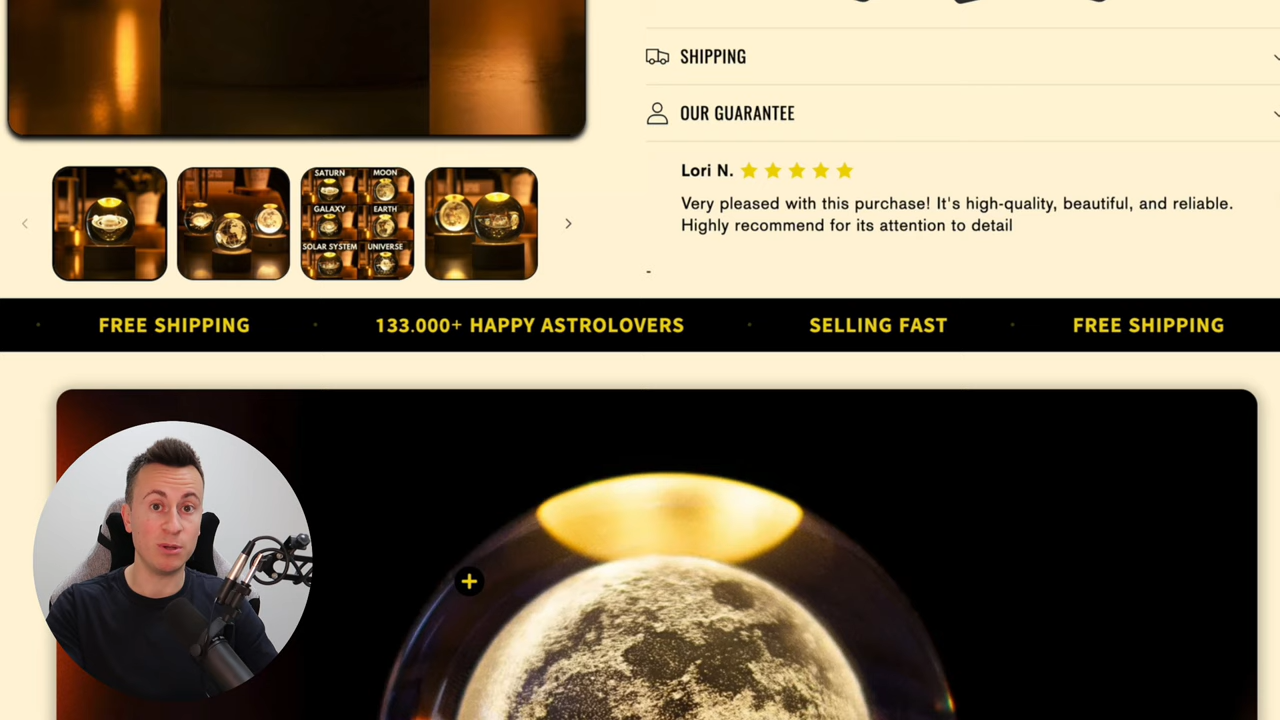 SHIPPING
OUR GUARANTEE
Lori N.
Very pleased with this purchase! It's high-quality, beautiful, and reliable.
Highly recommend for its attention to detail
-
SATURN MOON
GALAXY EARTH
SOLAR SYSTEM UNIVERSE
FREE SHIPPING 133.000+ HAPPY ASTROLOVERS SELLING FAST FREE SHIPPING